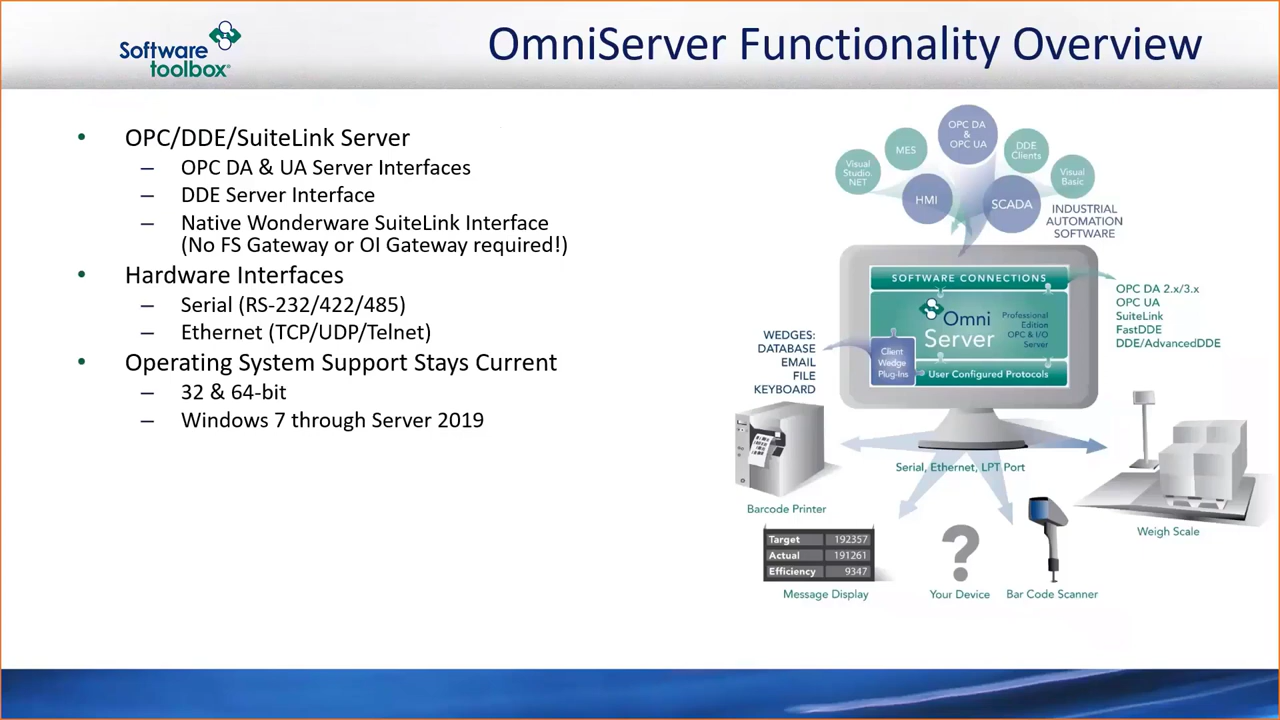 Software
toolbox®
OmniServer Functionality Overview
• OPC/DDE/SuiteLink Server
– OPC DA & UA Server Interfaces
– DDE Server Interface
– Native Wonderware SuiteLink Interface
(No FS Gateway or OI Gateway required!)
• Hardware Interfaces
– Serial (RS-232/422/485)
– Ethernet (TCP/UDP/Telnet)
• Operating System Support Stays Current
– 32 & 64-bit
– Windows 7 through Server 2019
Visual
Studio.
NET
MES
OPC DA
&
OPC UA
DDE
Clients
Visual
Basic
HMI
SCADA
INDUSTRIAL
AUTOMATION
SOFTWARE
SOFTWARE CONNECTIONS
Omni
Server
Professional
Edition
OPC & I/O
Server
Client
Wedge
Plug-Ins
User Configured Protocols
OPC DA 2.x/3.x
OPC UA
SuiteLink
FastDDE
DDE/AdvancedDDE
WEDGES:
DATABASE
EMAIL
FILE
KEYBOARD
Serial, Ethernet, LPT Port
Barcode Printer
Weigh Scale
Target 192357
Actual 191261
Efficiency 9347
Message Display
?
Your Device
Bar Code Scanner